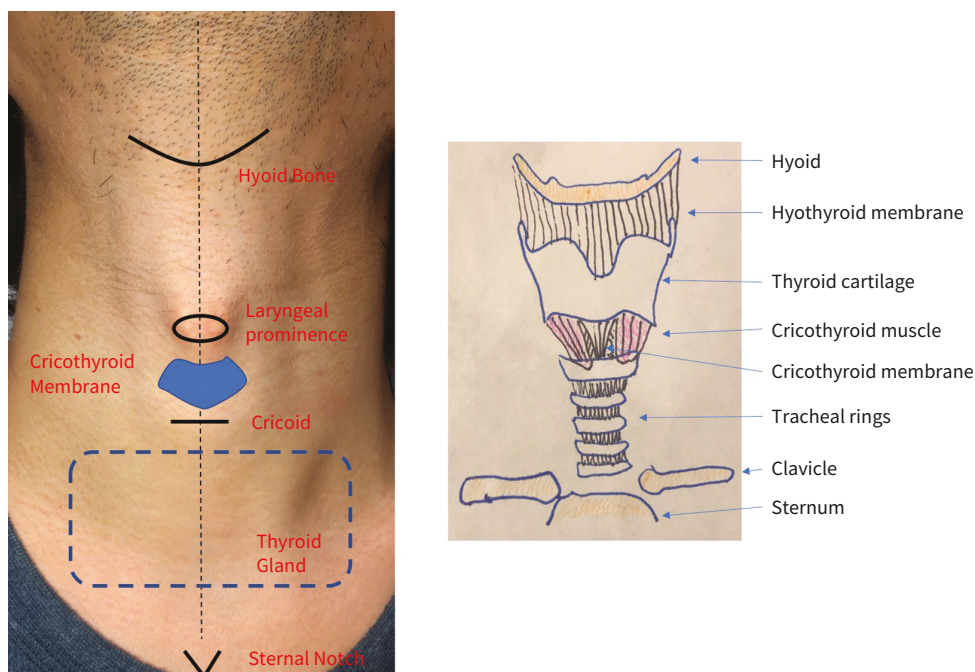 Hyoid Bone
Laryngeal
prominence
Cricothyroid
Membrane
Cricoid
Thyroid
Gland
Sternal Notch
Hyoid
Hyothyroid membrane
Thyroid cartilage
Cricothyroid muscle
Cricothyroid membrane
Tracheal rings
Clavicle
Sternum